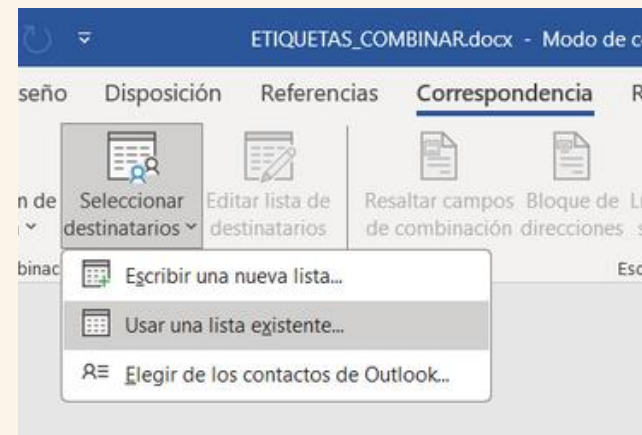 ETIQUETAS_COMBINAR.docx - Modo de c
seño Disposición Referencias Correspondencia R
n de Seleccionar Editar lista de Resaltar campos Bloque de Lí
destinatarios destinatarios de combinación direcciones s
binac Esc
Escribir una nueva lista...
Usar una lista existente...
Elegir de los contactos de Outlook...